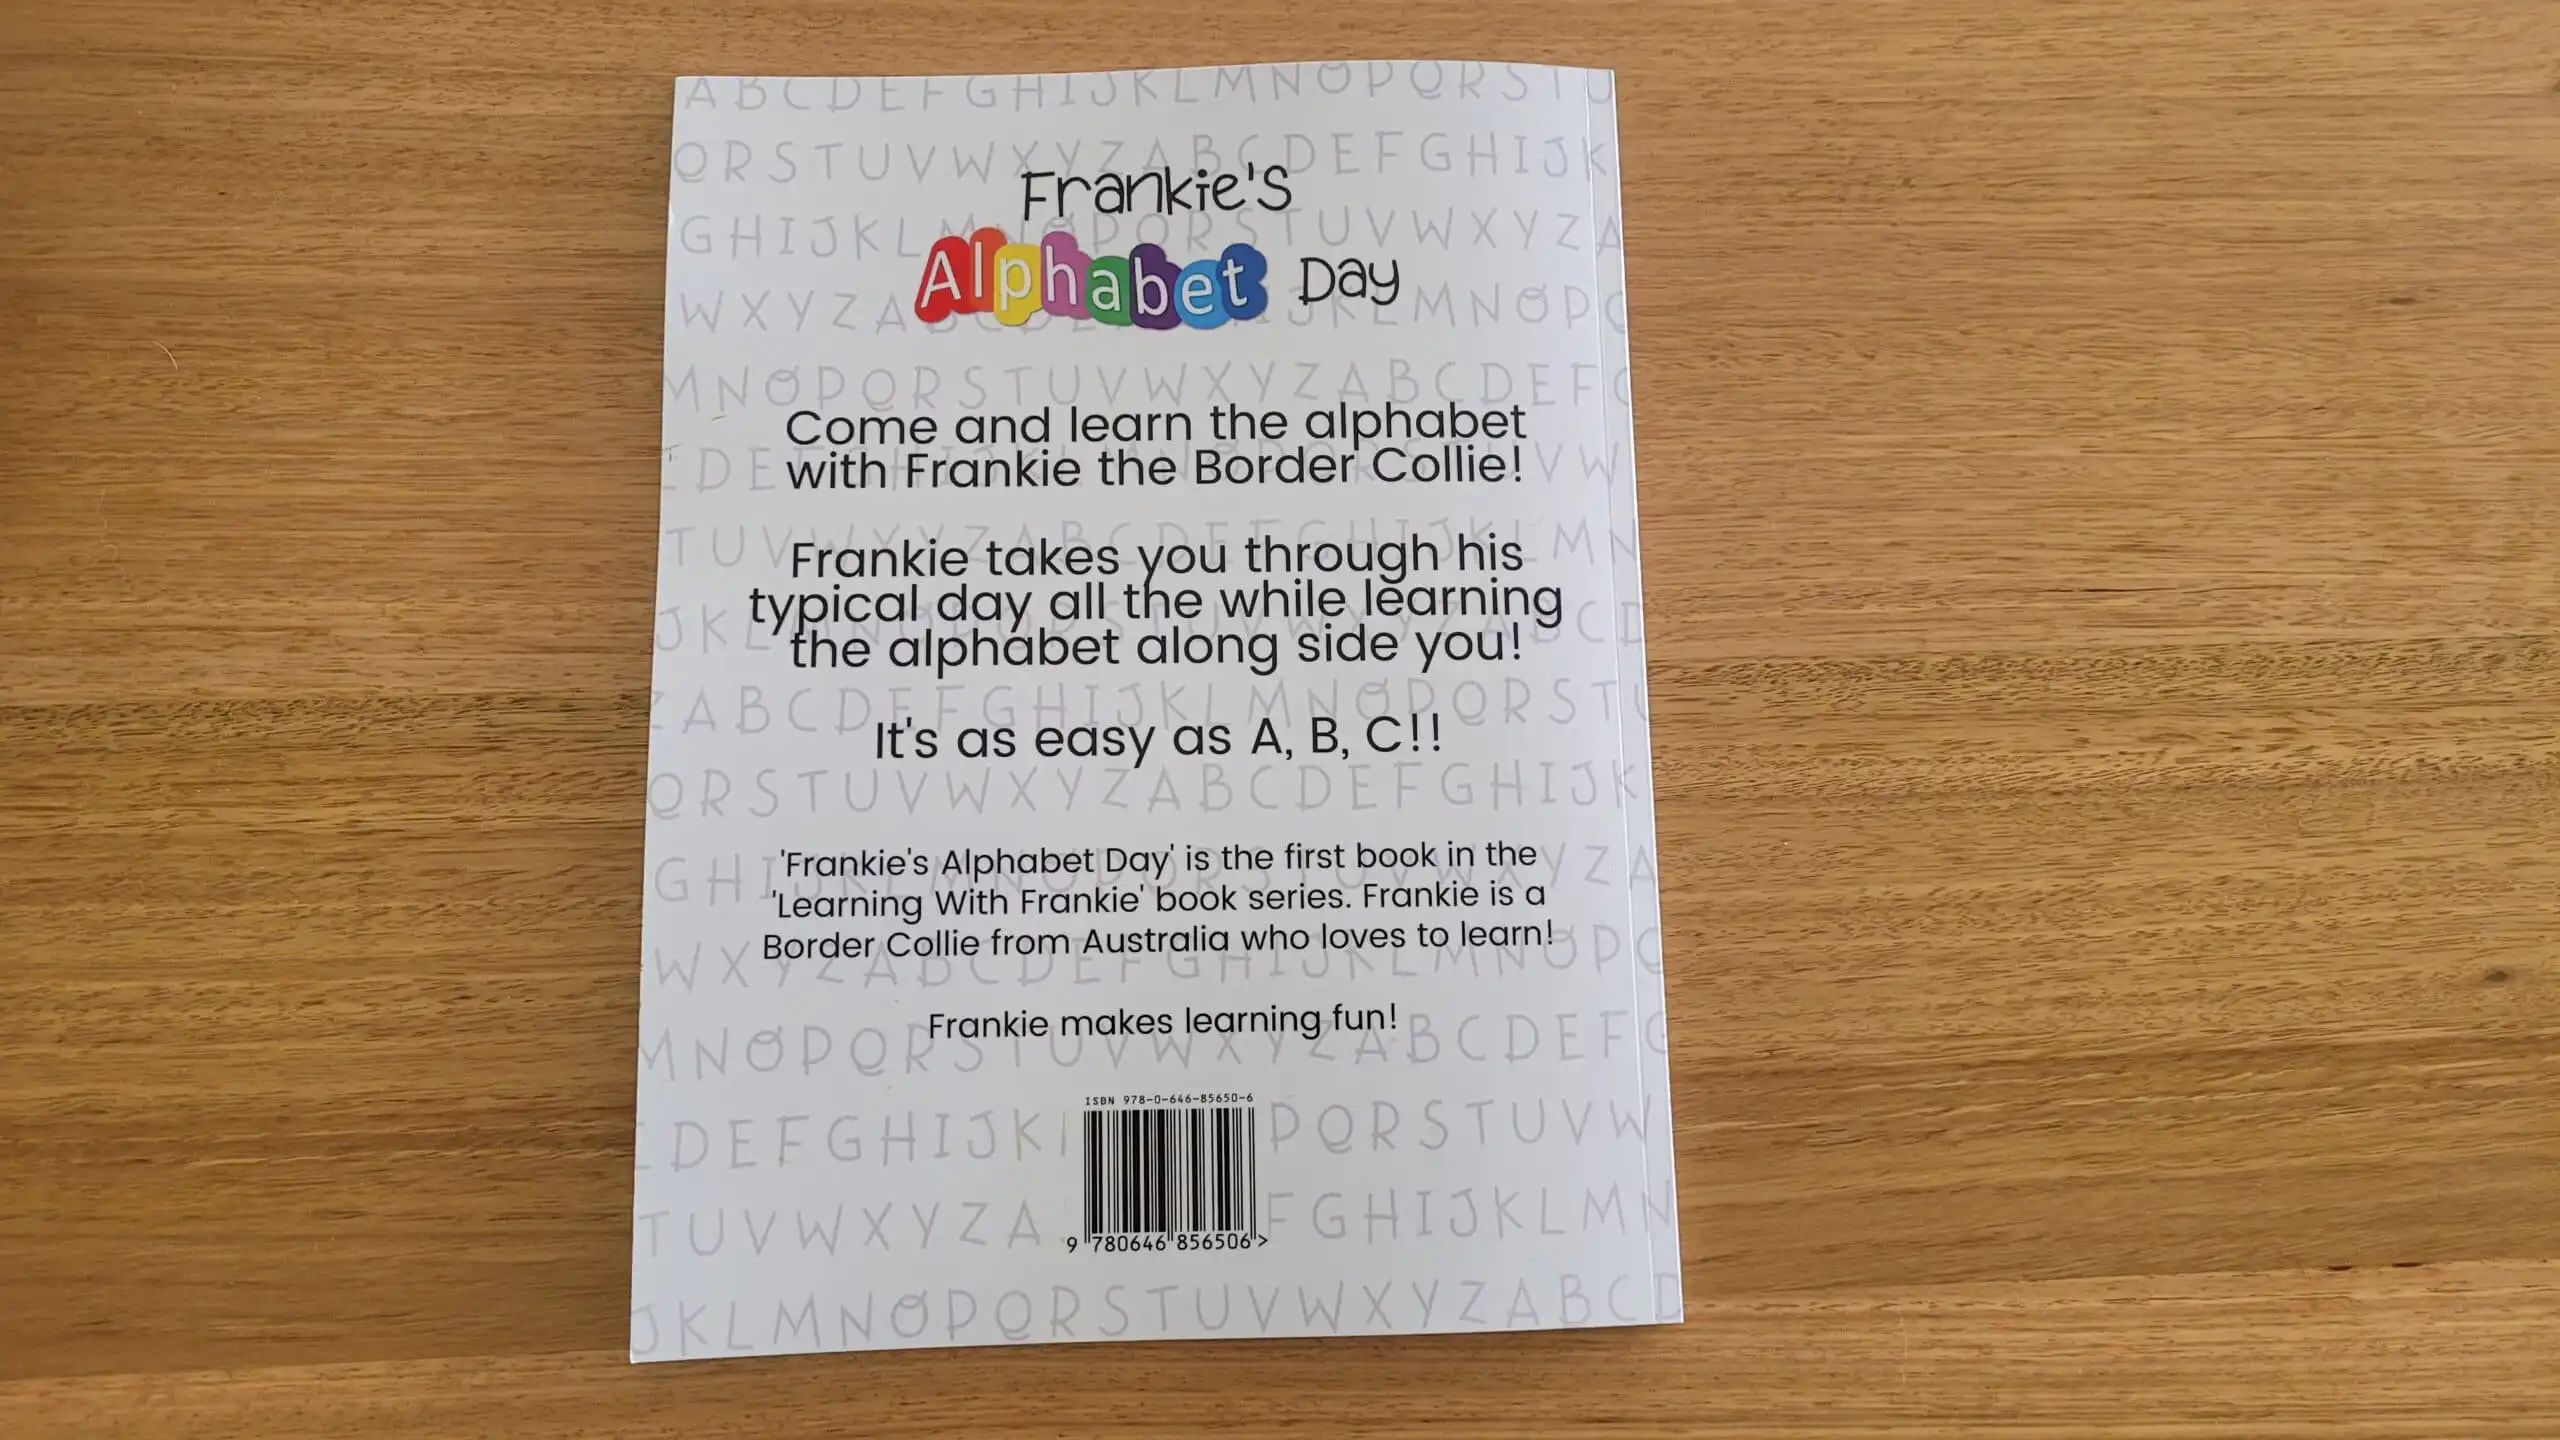 Frankie's
Alphabet Day
Come and learn the alphabet
with Frankie the Border Collie!
Frankie takes you through his
typical day all the while learning
the alphabet along side you!
It's as easy as A, B, C!!
'Frankie's Alphabet Day' is the first book in the
'Learning With Frankie' book series. Frankie is a
Border Collie from Australia who loves to learn!
Frankie makes learning fun!
ISBN 978-0-646-85650-6
9 780646 856506 >